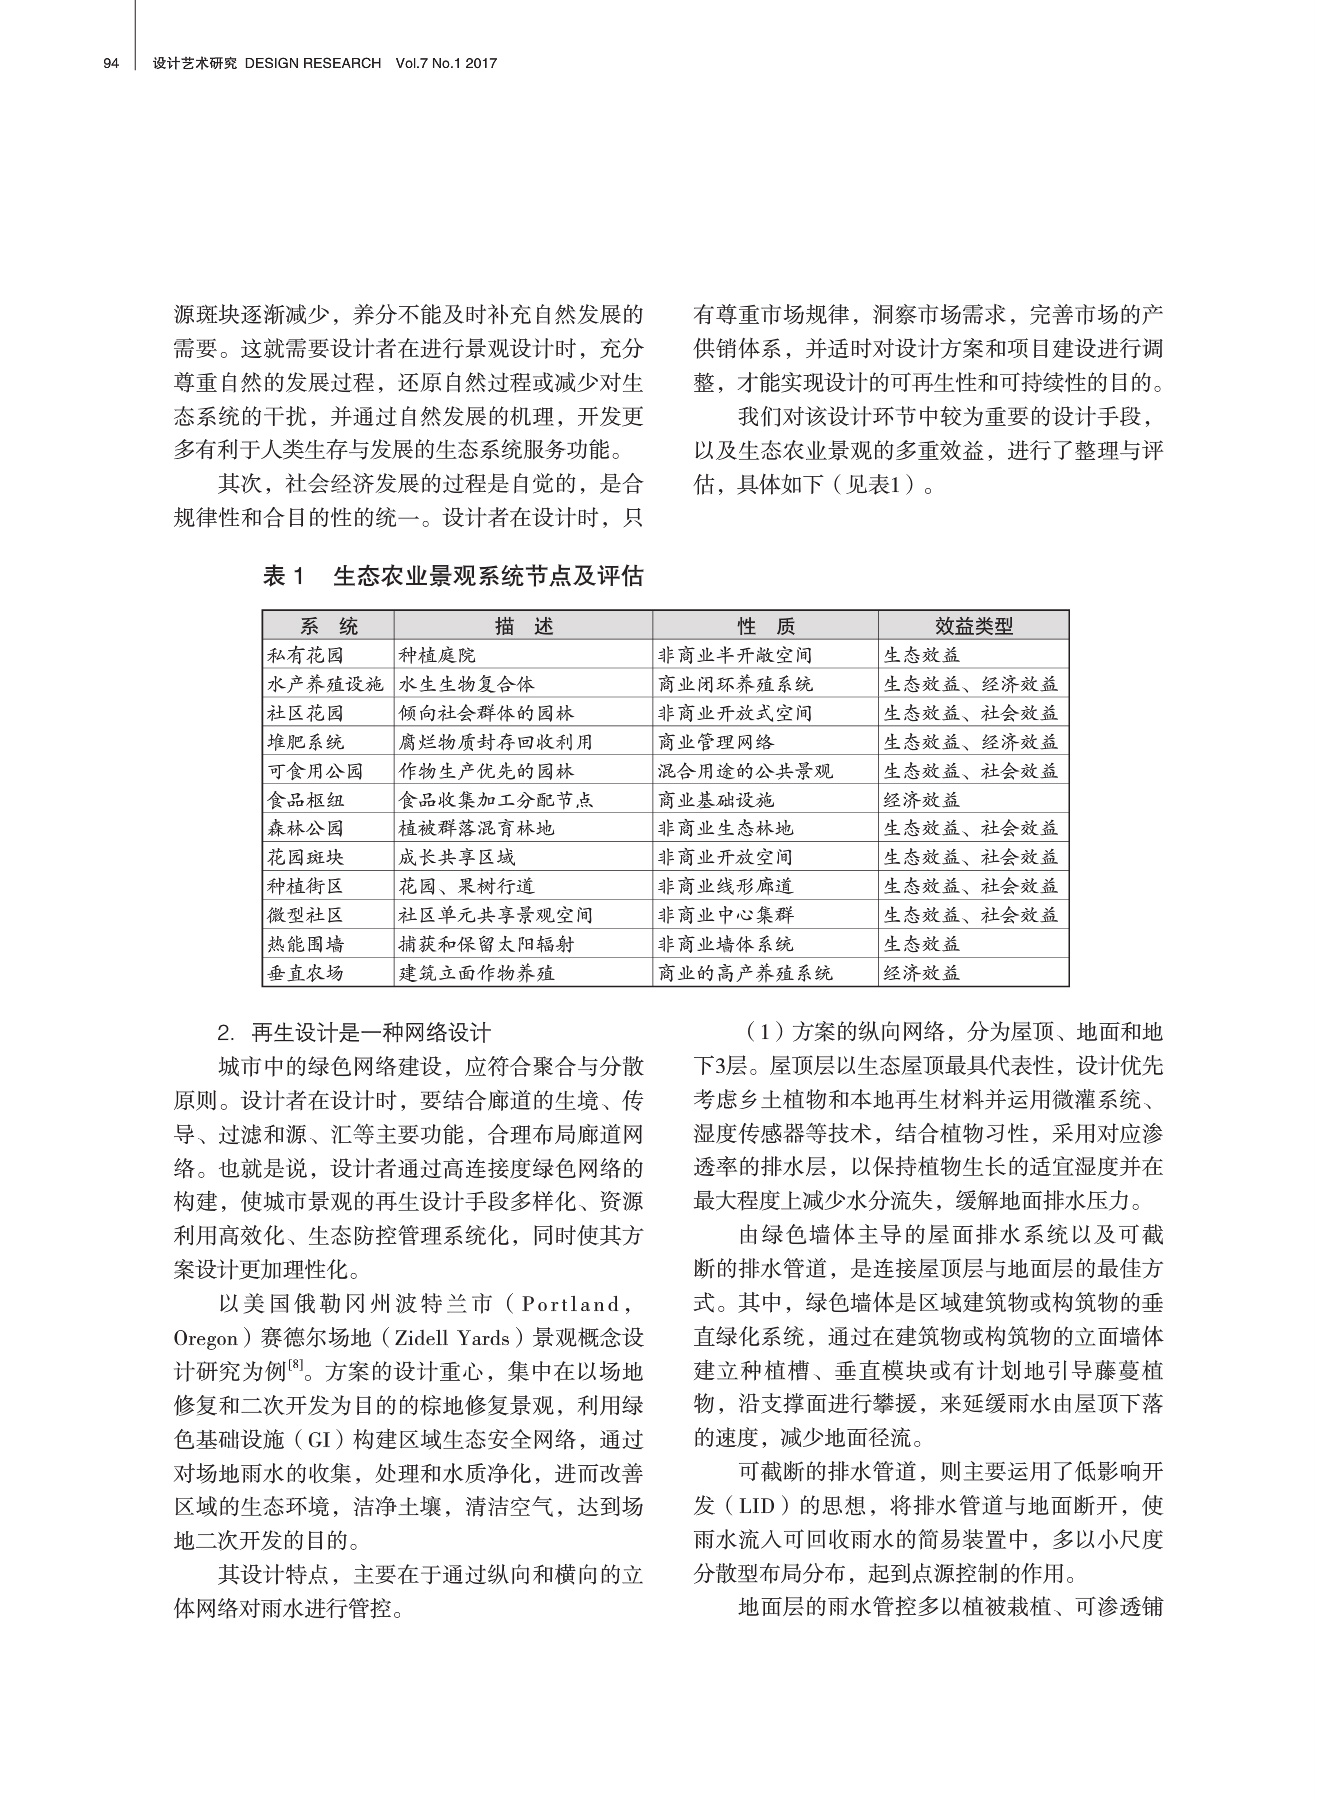 94 设计艺术研究 DESIGN RESEARCH Vol.7 No.1 2017
源斑块逐渐减少，养分不能及时补充自然发展的
需要。这就需要设计者在进行景观设计时，充分
尊重自然的发展过程，还原自然过程或减少对生
态系统的干扰，并通过自然发展的机理，开发更
多有利于人类生存与发展的生态系统服务功能。
其次，社会经济发展的过程是自觉的，是合
规律性和合目的性的统一。设计者在设计时，只
有尊重市场规律，洞察市场需求，完善市场的产
供销体系，并适时对设计方案和项目建设进行调
整，才能实现设计的可再生性和可持续性的目的。
我们对该设计环节中较为重要的设计手段，
以及生态农业景观的多重效益，进行了整理与评
估，具体如下（见表1）。
表 1 生态农业景观系统节点及评估
系 统 描 述 性 质 效益类型
私有花园 种植庭院 非商业半开敞空间 生态效益
水产养殖设施 水生生物复合体 商业闭环养殖系统 生态效益、经济效益
社区花园 倾向社会群体的园林 非商业开放式空间 生态效益、社会效益
堆肥系统 腐烂物质封存回收利用 商业管理网络 生态效益、经济效益
可食用公园 作物生产优先的园林 混合用途的公共景观 生态效益、社会效益
食品枢纽 食品收集加工分配节点 商业基础设施 经济效益
森林公园 植被群落混育林地 非商业生态林地 生态效益、社会效益
花园斑块 成长共享区域 非商业开放空间 生态效益、社会效益
种植街区 花园、果树行道 非商业线形廊道 生态效益、社会效益
微型社区 社区单元共享景观空间 非商业中心集群 生态效益、社会效益
热能围墙 捕获和保留太阳辐射 非商业墙体系统 生态效益
垂直农场 建筑立面作物养殖 商业的高产养殖系统 经济效益
2. 再生设计是一种网络设计
城市中的绿色网络建设，应符合聚合与分散
原则。设计者在设计时，要结合廊道的生境、传
导、过滤和源、汇等主要功能，合理布局廊道网
络。也就是说，设计者通过高连接度绿色网络的
构建，使城市景观的再生设计手段多样化、资源
利用高效化、生态防控管理系统化，同时使其方
案设计更加理性化。
以美国俄勒冈州波特兰市（Portland，
Oregon）赛德尔场地（Zidell Yards）景观概念设
计研究为例[8]。方案的设计重心，集中在以场地
修复和二次开发为目的的棕地修复景观，利用绿
色基础设施（GI）构建区域生态安全网络，通过
对场地雨水的收集，处理和水质净化，进而改善
区域的生态环境，洁净土壤，清洁空气，达到场
地二次开发的目的。
其设计特点，主要在于通过纵向和横向的立
体网络对雨水进行管控。
（1）方案的纵向网络，分为屋顶、地面和地
下3层。屋顶层以生态屋顶最具代表性，设计优先
考虑乡土植物和本地再生材料并运用微灌系统、
湿度传感器等技术，结合植物习性，采用对应渗
透率的排水层，以保持植物生长的适宜湿度并在
最大程度上减少水分流失，缓解地面排水压力。
由绿色墙体主导的屋面排水系统以及可截
断的排水管道，是连接屋顶层与地面层的最佳方
式。其中，绿色墙体是区域建筑物或构筑物的垂
直绿化系统，通过在建筑物或构筑物的立面墙体
建立种植槽、垂直模块或有计划地引导藤蔓植
物，沿支撑面进行攀援，来延缓雨水由屋顶下落
的速度，减少地面径流。
可截断的排水管道，则主要运用了低影响开
发（LID）的思想，将排水管道与地面断开，使
雨水流入可回收雨水的简易装置中，多以小尺度
分散型布局分布，起到点源控制的作用。
地面层的雨水管控多以植被栽植、可渗透铺